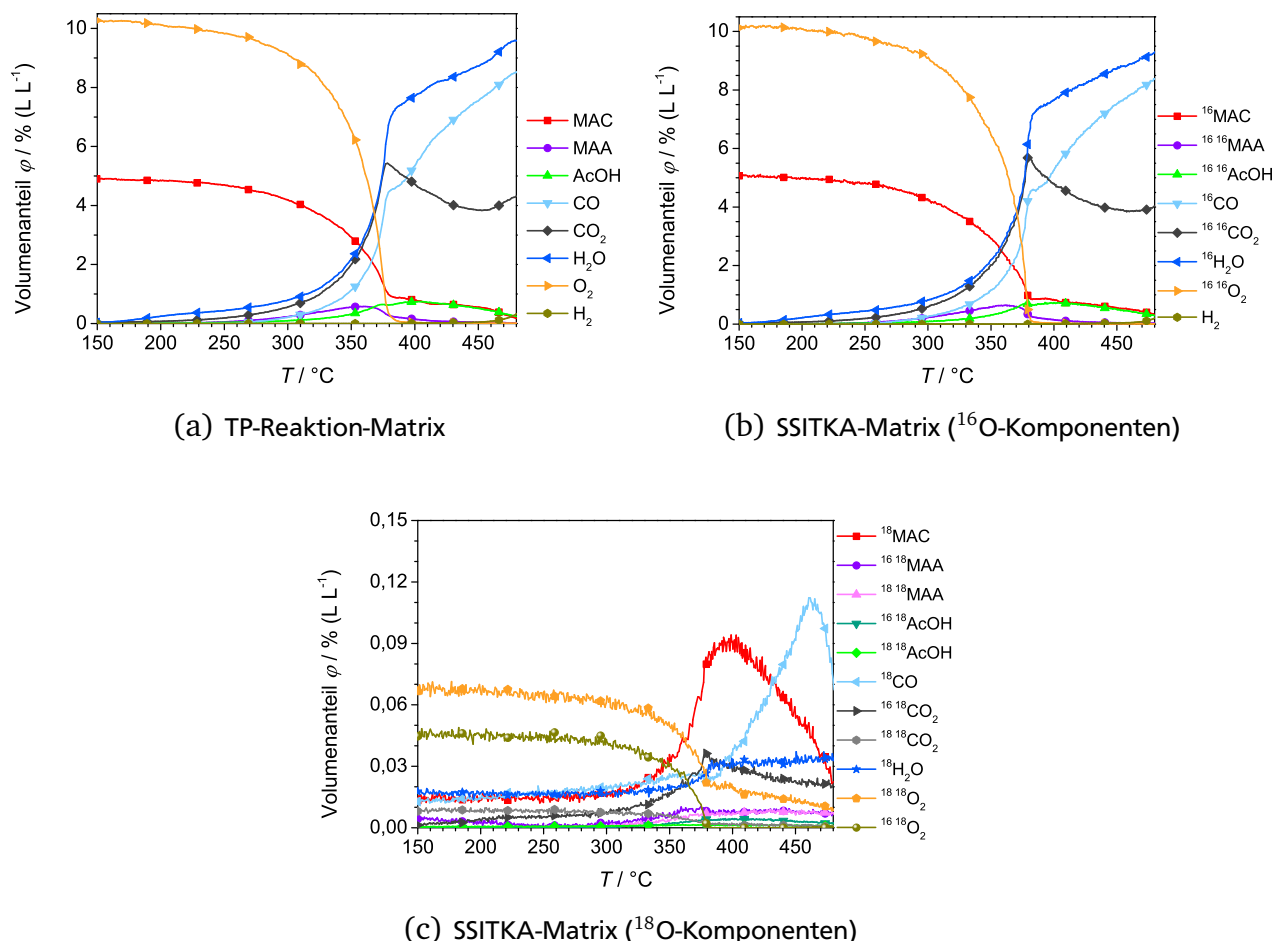 10
8
6
4
2
0
Volumenanteil φ / % (L L⁻¹)
150 200 250 300 350 400 450
T / °C
MAC
MAA
AcOH
CO
CO₂
H₂O
O₂
H₂
(a) TP-Reaktion-Matrix
10
8
6
4
2
0
Volumenanteil φ / % (L L⁻¹)
150 200 250 300 350 400 450
T / °C
¹⁶MAC
¹⁶ ¹⁶MAA
¹⁶ ¹⁶AcOH
¹⁶CO
¹⁶ ¹⁶CO₂
¹⁶H₂O
¹⁶ ¹⁶O₂
H₂
(b) SSITKA-Matrix (¹⁶O-Komponenten)
0,15
0,12
0,09
0,06
0,03
0,00
Volumenanteil φ / % (L L⁻¹)
150 200 250 300 350 400 450
T / °C
¹⁸MAC
¹⁶ ¹⁸MAA
¹⁸ ¹⁸MAA
¹⁶ ¹⁸AcOH
¹⁸ ¹⁸AcOH
¹⁸CO
¹⁶ ¹⁸CO₂
¹⁸ ¹⁸CO₂
¹⁸H₂O
¹⁸ ¹⁸O₂
¹⁶ ¹⁸O₂
(c) SSITKA-Matrix (¹⁸O-Komponenten)